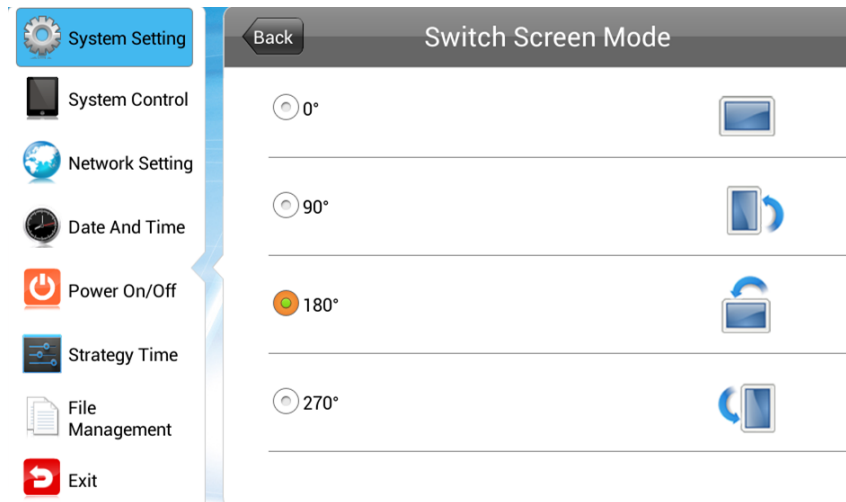 System Setting
System Control
Network Setting
Date And Time
Power On/Off
Strategy Time
File
Management
Exit
Back
Switch Screen Mode
0°
90°
180°
270°